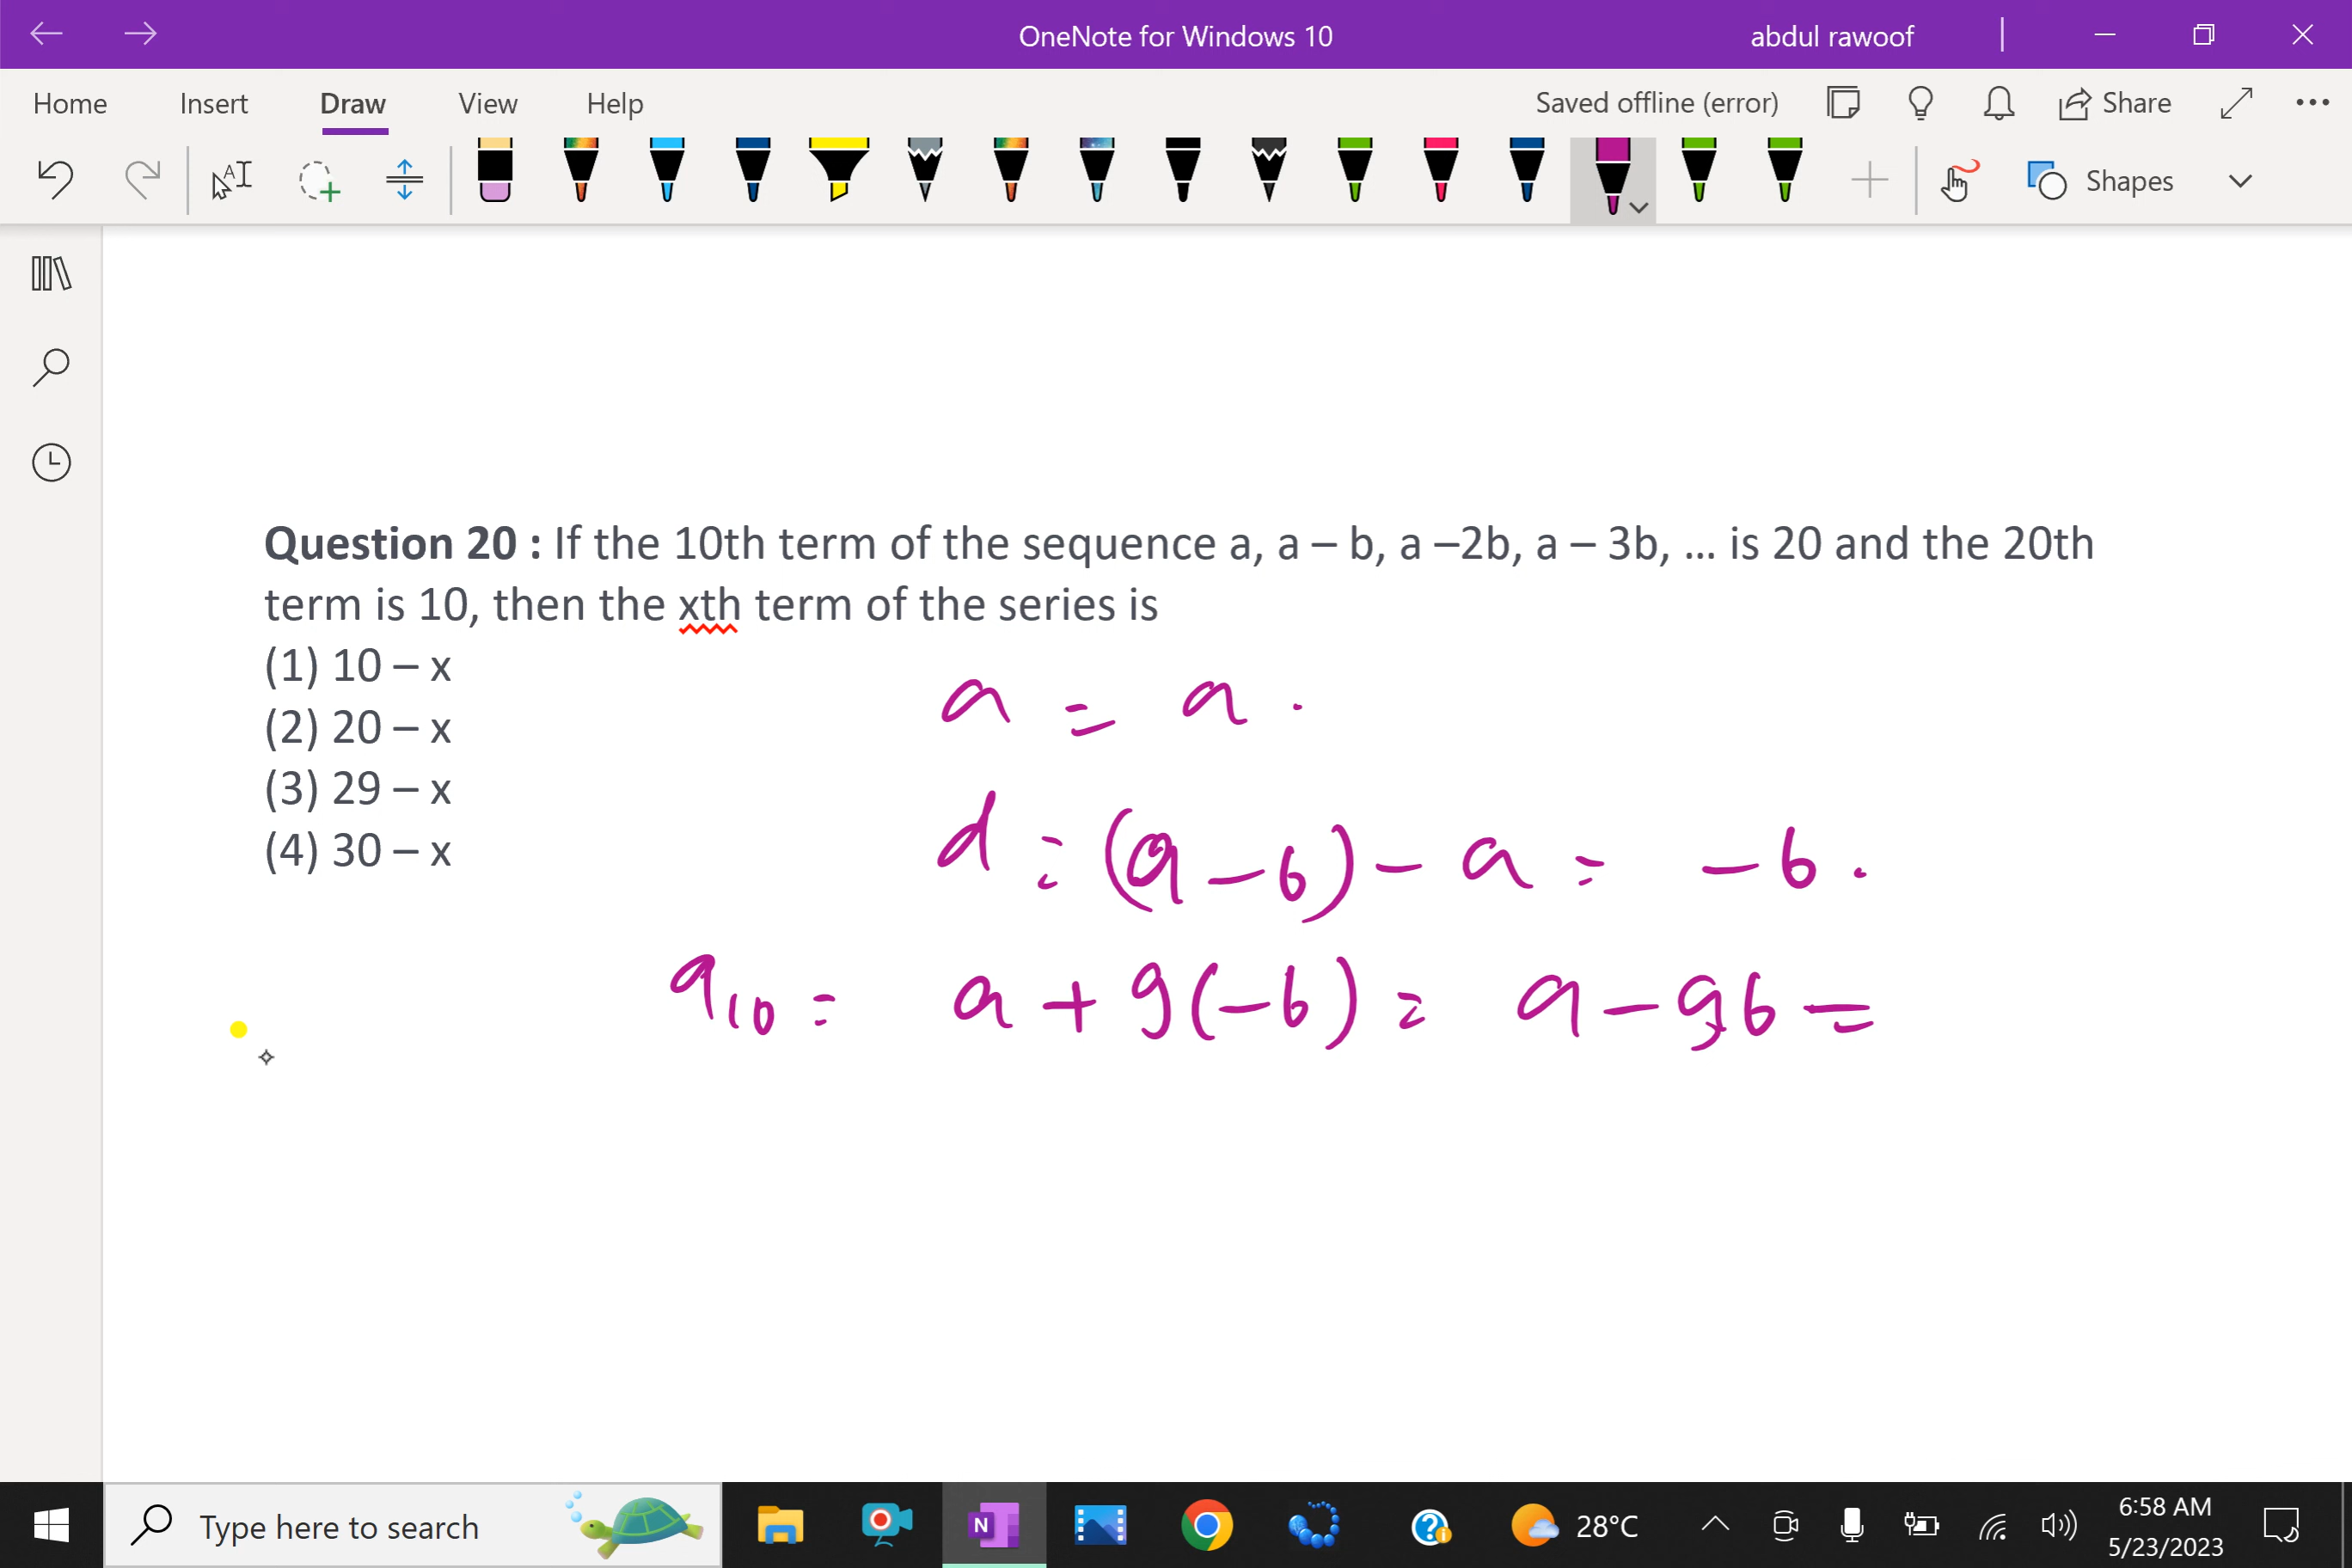 OneNote for Windows 10
abdul rawoof
Home Insert Draw View Help
Saved offline (error)
Share
Shapes
Question 20 : If the 10th term of the sequence a, a – b, a –2b, a – 3b, ... is 20 and the 20th
term is 10, then the xth term of the series is
(1) 10 – x
(2) 20 – x
(3) 29 – x
(4) 30 – x
a = a .
d = (a – b) – a = – b .
a10 = a + 9(–b) = a – 9b =
Type here to search
28°C
6:58 AM
5/23/2023